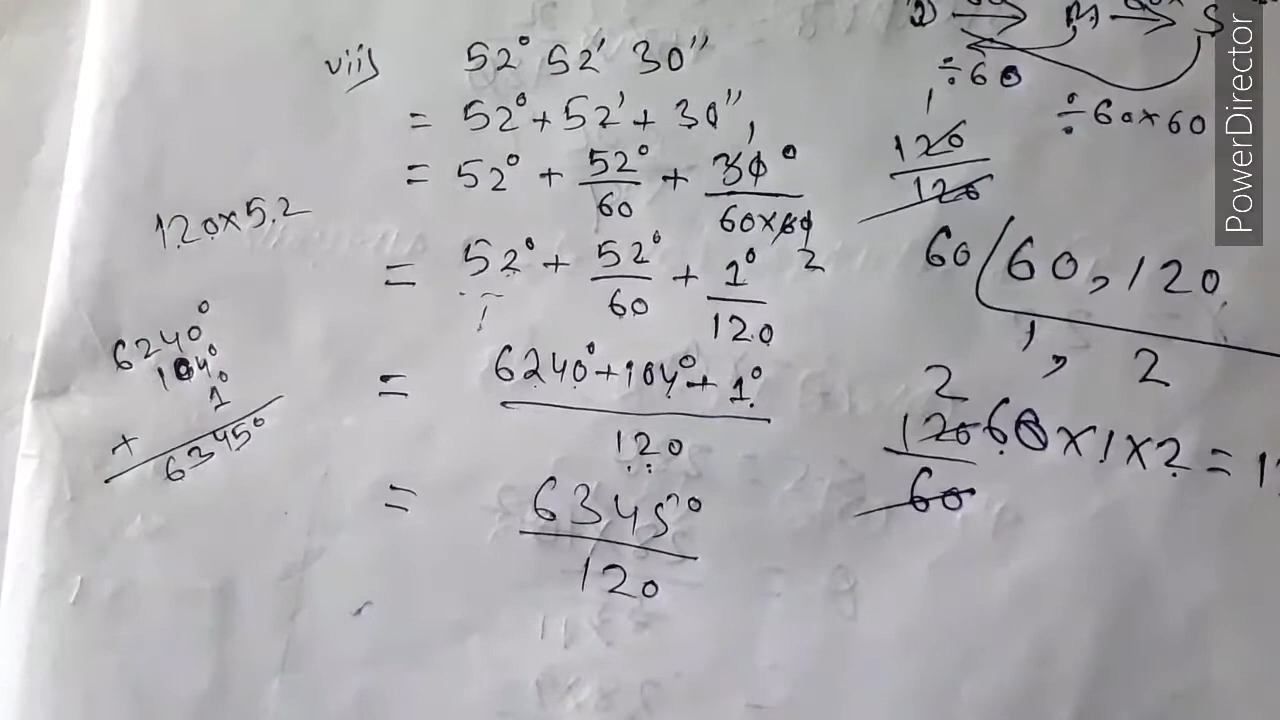 viii) 52° 52' 30"
= 52° + 52' + 30"
= 52° + 52°/60 + 30°/60×60
= 52° + 52°/60 + 1°/120
= 6240° + 104° + 1° / 120
= 6345°/120
120×52
6240°
104°
1°
+
6345°
M → S
÷60
÷60×60
1
120
120
60 ) 60, 120
1, 2
2
120
60
60×1×2 =
PowerDirector